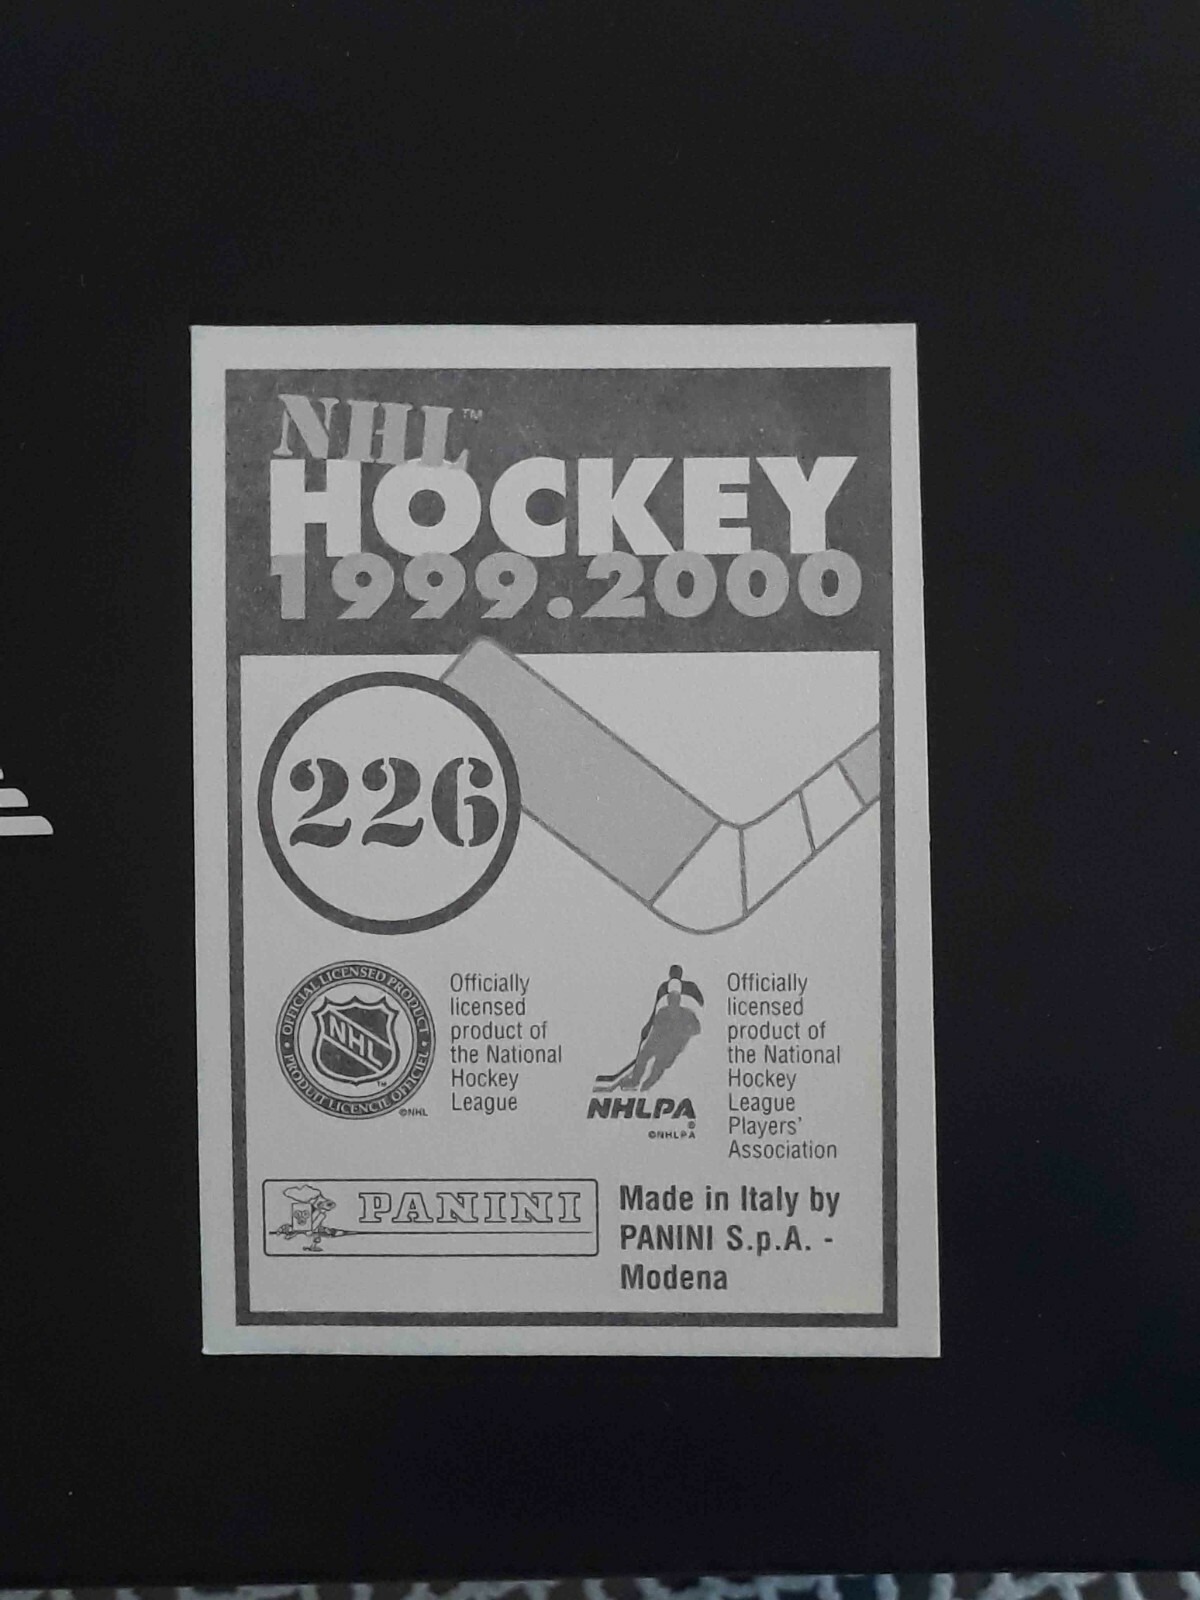 NHL™
HOCKEY
1999.2000
226
OFFICIAL LICENSED PRODUCT
PRODUIT LICENCIÉ OFFICIEL
NHL
™
©NHL
Officially
licensed
product of
the National
Hockey
League
NHLPA
®
©NHLPA
Officially
licensed
product of
the National
Hockey
League
Players'
Association
PANINI
Made in Italy by
PANINI S.p.A. -
Modena